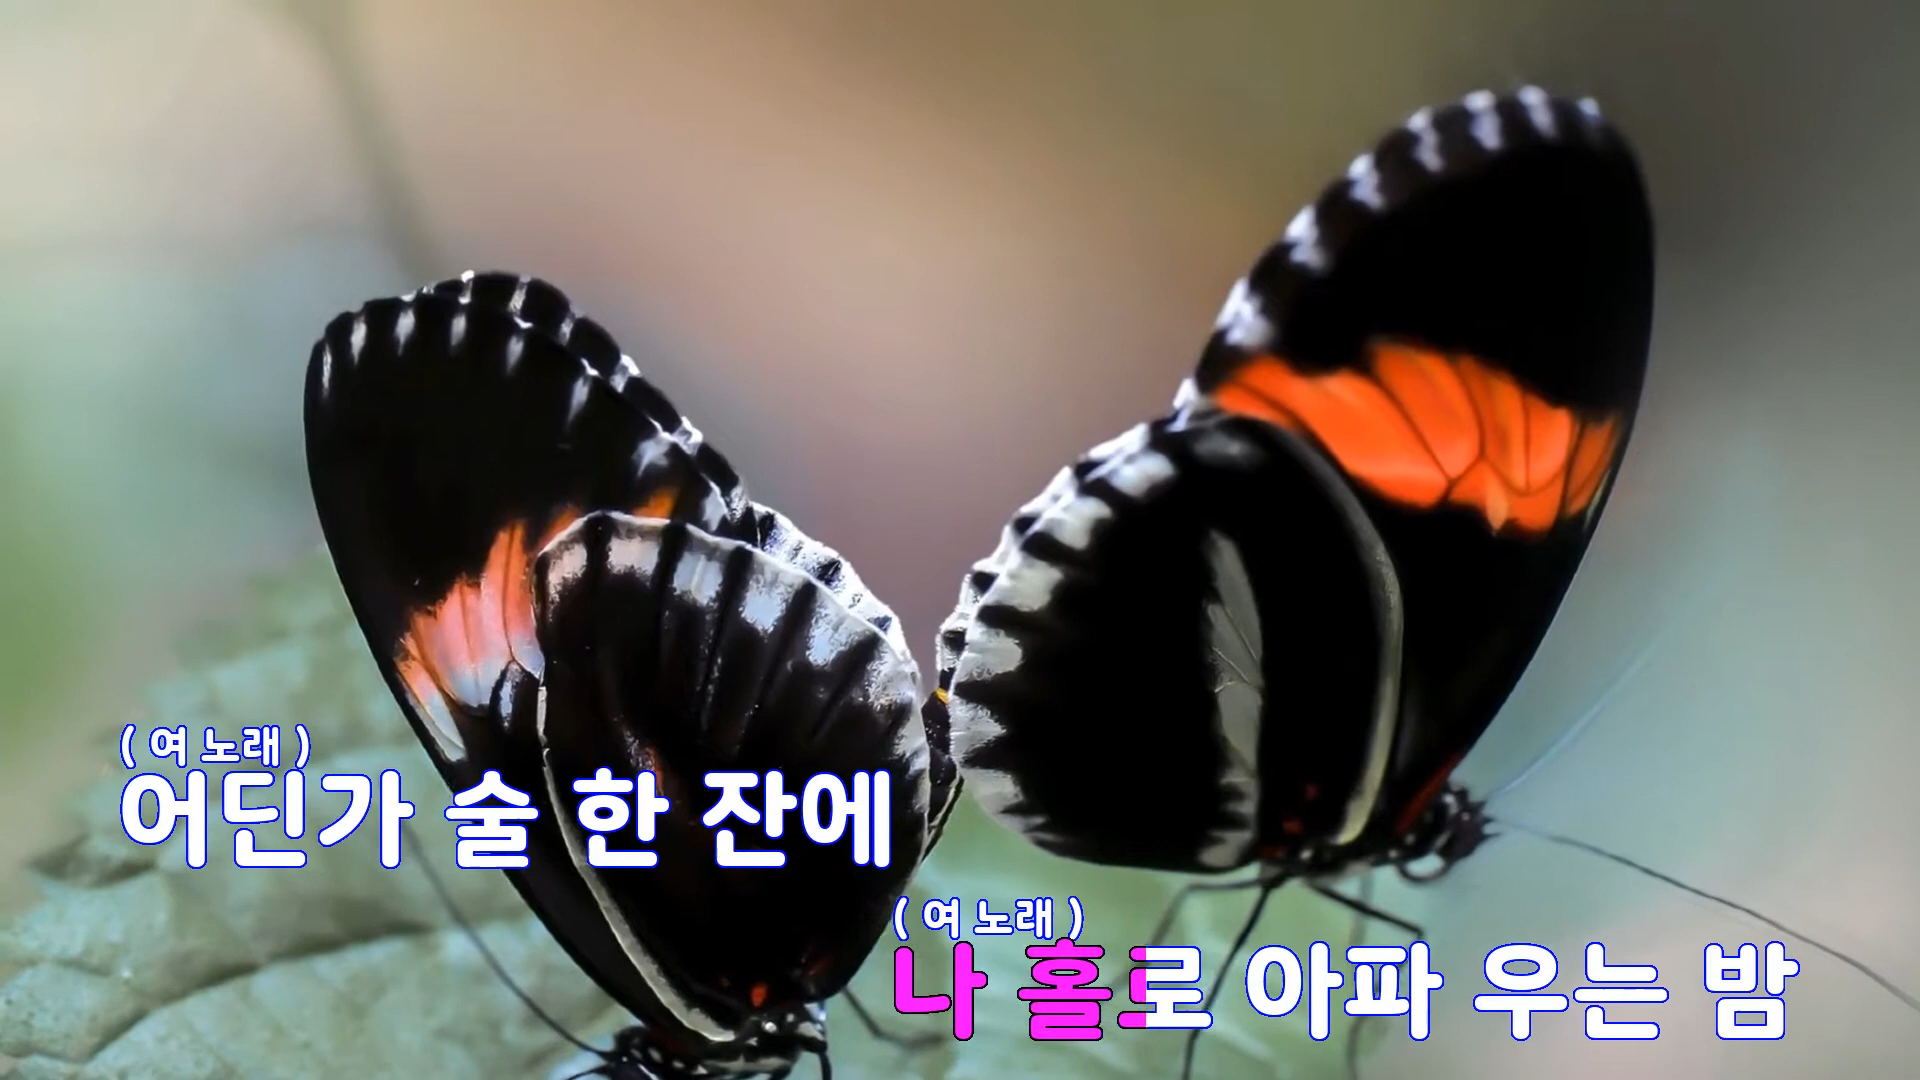 ( 여 노래 )
어딘가 술 한 잔에
( 여 노래 )
나 홀로 아파 우는 밤